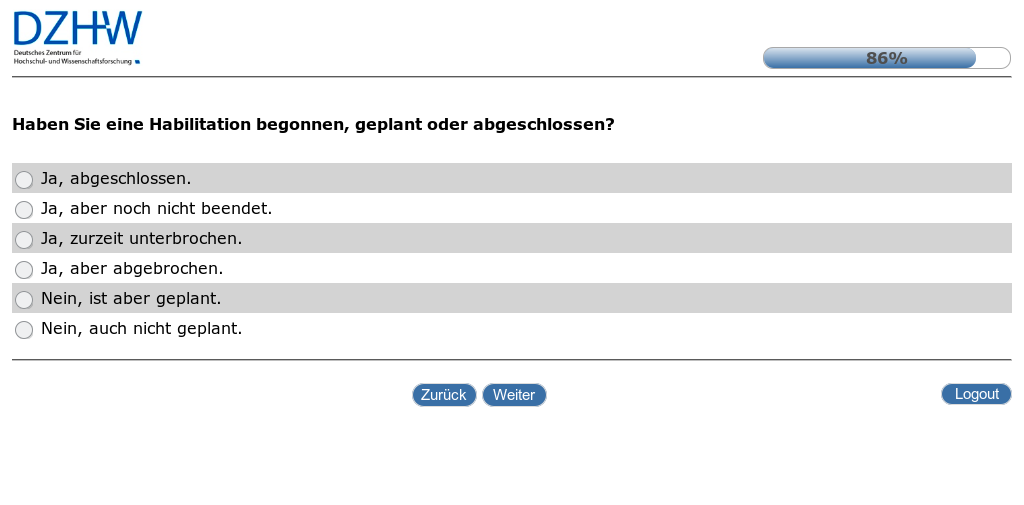 DZHW
Deutsches Zentrum für
Hochschul- und Wissenschaftsforschung
86%
Haben Sie eine Habilitation begonnen, geplant oder abgeschlossen?
Ja, abgeschlossen.
Ja, aber noch nicht beendet.
Ja, zurzeit unterbrochen.
Ja, aber abgebrochen.
Nein, ist aber geplant.
Nein, auch nicht geplant.
Zurück Weiter Logout